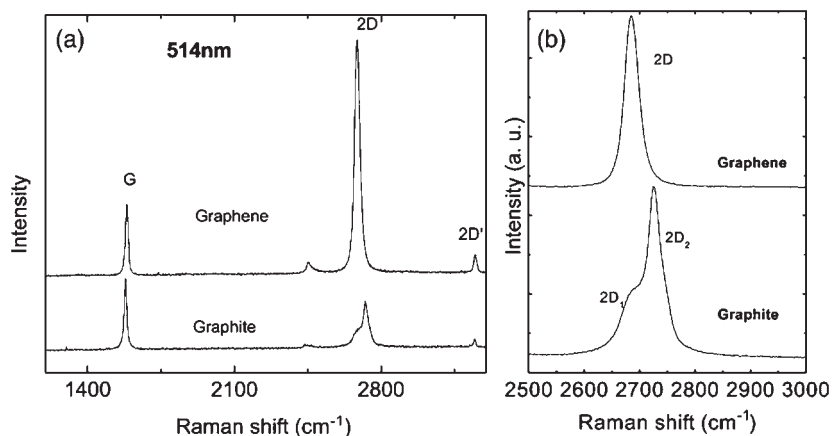 (a)
514nm
2D
G
Graphene
2D'
Graphite
Intensity
1400 2100 2800
Raman shift (cm⁻¹)
(b)
2D
Graphene
2D₂
2D₁
Graphite
Intensity (a. u.)
2500 2600 2700 2800 2900 3000
Raman shift (cm⁻¹)